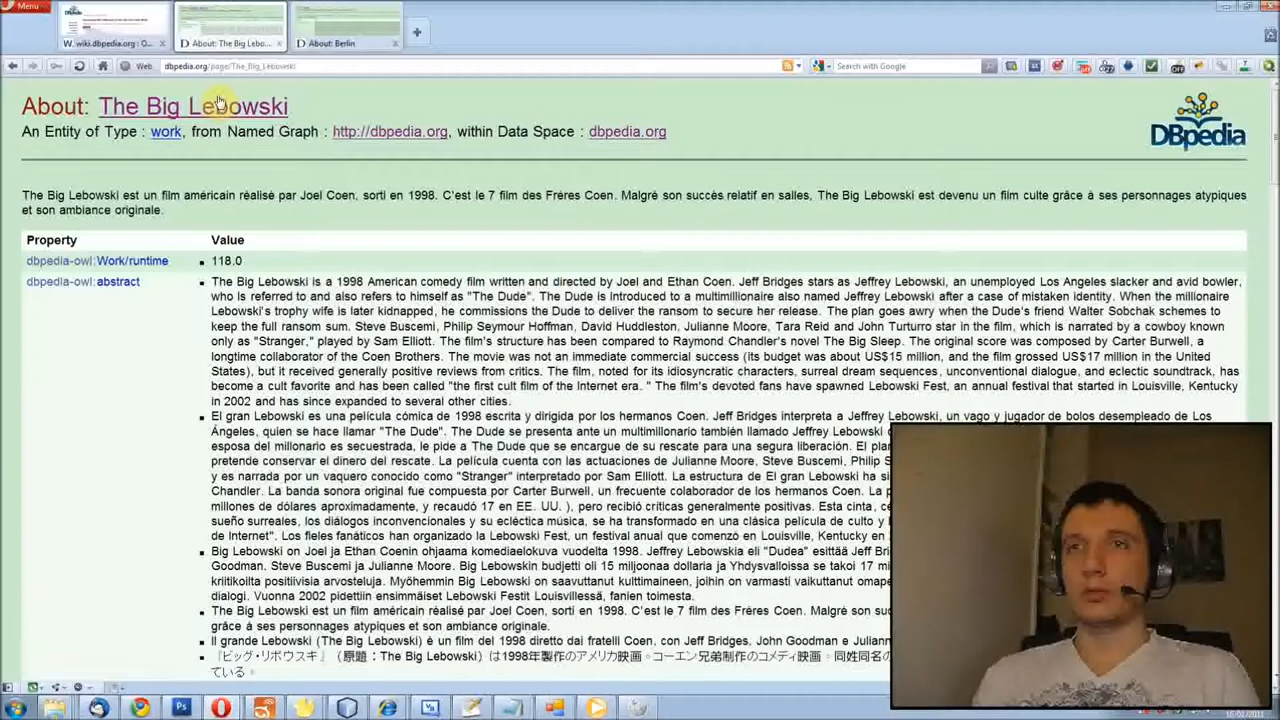 Menu
W. wiki.dbpedia.org : O...
D About: The Big Lebo...
D About: Berlin
Web
dbpedia.org/page/The_Big_Lebowski
Search with Google
About: The Big Lebowski
An Entity of Type : work, from Named Graph : http://dbpedia.org, within Data Space : dbpedia.org
DBpedia
The Big Lebowski est un film américain réalisé par Joel Coen, sorti en 1998. C'est le 7 film des Frères Coen. Malgré son succès relatif en salles, The Big Lebowski est devenu un film culte grâce à ses personnages atypiques
et son ambiance originale.
Property Value
dbpedia-owl:Work/runtime 118.0
dbpedia-owl:abstract The Big Lebowski is a 1998 American comedy film written and directed by Joel and Ethan Coen. Jeff Bridges stars as Jeffrey Lebowski, an unemployed Los Angeles slacker and avid bowler,
who is referred to and also refers to himself as "The Dude". The Dude is introduced to a multimillionaire also named Jeffrey Lebowski after a case of mistaken identity. When the millionaire
Lebowski's trophy wife is later kidnapped, he commissions the Dude to deliver the ransom to secure her release. The plan goes awry when the Dude's friend Walter Sobchak schemes to
keep the full ransom sum. Steve Buscemi, Philip Seymour Hoffman, David Huddleston, Julianne Moore, Tara Reid and John Turturro star in the film, which is narrated by a cowboy known
only as "Stranger," played by Sam Elliott. The film's structure has been compared to Raymond Chandler's novel The Big Sleep. The original score was composed by Carter Burwell, a
longtime collaborator of the Coen Brothers. The movie was not an immediate commercial success (its budget was about US$15 million, and the film grossed US$17 million in the United
States), but it received generally positive reviews from critics. The film, noted for its idiosyncratic characters, surreal dream sequences, unconventional dialogue, and eclectic soundtrack, has
become a cult favorite and has been called "the first cult film of the Internet era. " The film's devoted fans have spawned Lebowski Fest, an annual festival that started in Louisville, Kentucky
in 2002 and has since expanded to several other cities.
El gran Lebowski es una película cómica de 1998 escrita y dirigida por los hermanos Coen. Jeff Bridges interpreta a Jeffrey Lebowski, un vago y jugador de bolos desempleado de Los
Ángeles, quien se hace llamar "The Dude". The Dude se presenta ante un multimillonario también llamado Jeffrey Lebowski
esposa del millonario es secuestrada, le pide a The Dude que se encargue de su rescate para una segura liberación. El plan
pretende conservar el dinero del rescate. La película cuenta con las actuaciones de Julianne Moore, Steve Buscemi, Philip S
y es narrada por un vaquero conocido como "Stranger" interpretado por Sam Elliott. La estructura de El gran Lebowski ha si
Chandler. La banda sonora original fue compuesta por Carter Burwell, un frecuente colaborador de los hermanos Coen. La p
millones de dólares aproximadamente, y recaudó 17 en EE. UU. ), pero recibió críticas generalmente positivas. Esta cinta, c
sueño surreales, los diálogos inconvencionales y su ecléctica música, se ha transformado en una clásica película de culto y
de Internet". Los fieles fanáticos han organizado la Lebowski Fest, un festival anual que comenzó en Louisville, Kentucky en
Big Lebowski on Joel ja Ethan Coenin ohjaama komediaelokuva vuodelta 1998. Jeffrey Lebowskia eli "Dudea" esittää Jeff Bri
Goodman. Steve Buscemi ja Julianne Moore. Big Lebowskin budjetti oli 15 miljoonaa dollaria ja Yhdysvalloissa se takoi 17 m
kriitikoilta positiivisia arvosteluja. Myöhemmin Big Lebowski on saavuttanut kulttimaineen, joihin on varmasti vaikuttanut omape
dialogi. Vuonna 2002 pidettiin ensimmäiset Lebowski Festit Louisvillessä, fanien toimesta.
The Big Lebowski est un film américain réalisé par Joel Coen, sorti en 1998. C'est le 7 film des Frères Coen. Malgré son suc
grâce à ses personnages atypiques et son ambiance originale.
Il grande Lebowski (The Big Lebowski) è un film del 1998 diretto dai fratelli Coen, con Jeff Bridges, John Goodman e Julianne
『ビッグ・リボウスキ』（原題：The Big Lebowski）は1998年製作のアメリカ映画。コーエン兄弟制作のコメディ映画。同姓同名の
ている。